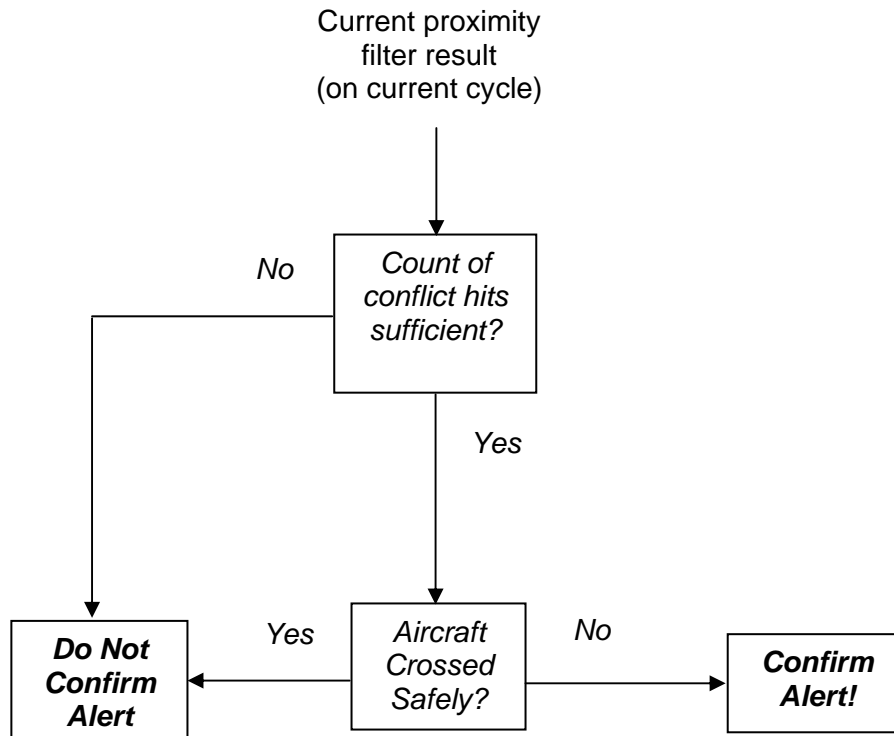 Current proximity
filter result
(on current cycle)
No
Count of
conflict hits
sufficient?
Yes
Do Not
Confirm
Alert
Yes
Aircraft
Crossed
Safely?
No
Confirm
Alert!